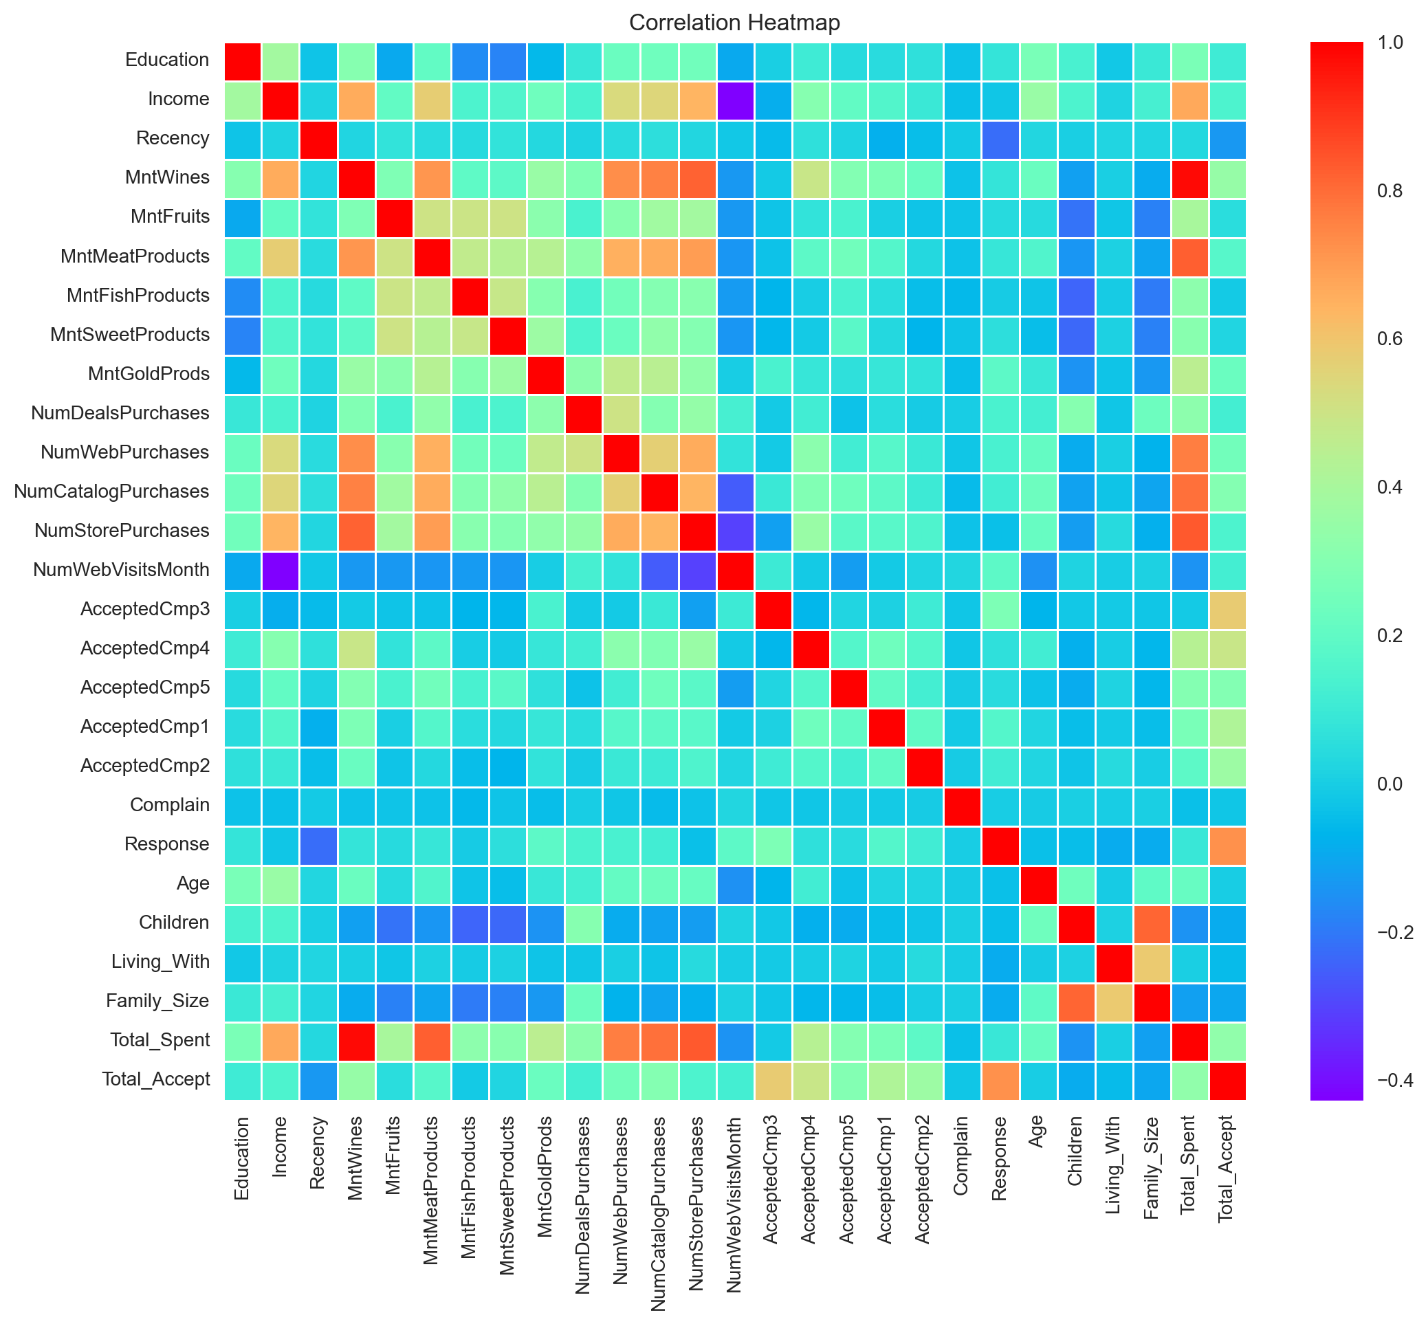 Correlation Heatmap
Education
Income
Recency
MntWines
MntFruits
MntMeatProducts
MntFishProducts
MntSweetProducts
MntGoldProds
NumDealsPurchases
NumWebPurchases
NumCatalogPurchases
NumStorePurchases
NumWebVisitsMonth
AcceptedCmp3
AcceptedCmp4
AcceptedCmp5
AcceptedCmp1
AcceptedCmp2
Complain
Response
Age
Children
Living_With
Family_Size
Total_Spent
Total_Accept
Education
Income
Recency
MntWines
MntFruits
MntMeatProducts
MntFishProducts
MntSweetProducts
MntGoldProds
NumDealsPurchases
NumWebPurchases
NumCatalogPurchases
NumStorePurchases
NumWebVisitsMonth
AcceptedCmp3
AcceptedCmp4
AcceptedCmp5
AcceptedCmp1
AcceptedCmp2
Complain
Response
Age
Children
Living_With
Family_Size
Total_Spent
Total_Accept
1.0
0.8
0.6
0.4
0.2
0.0
−0.2
−0.4